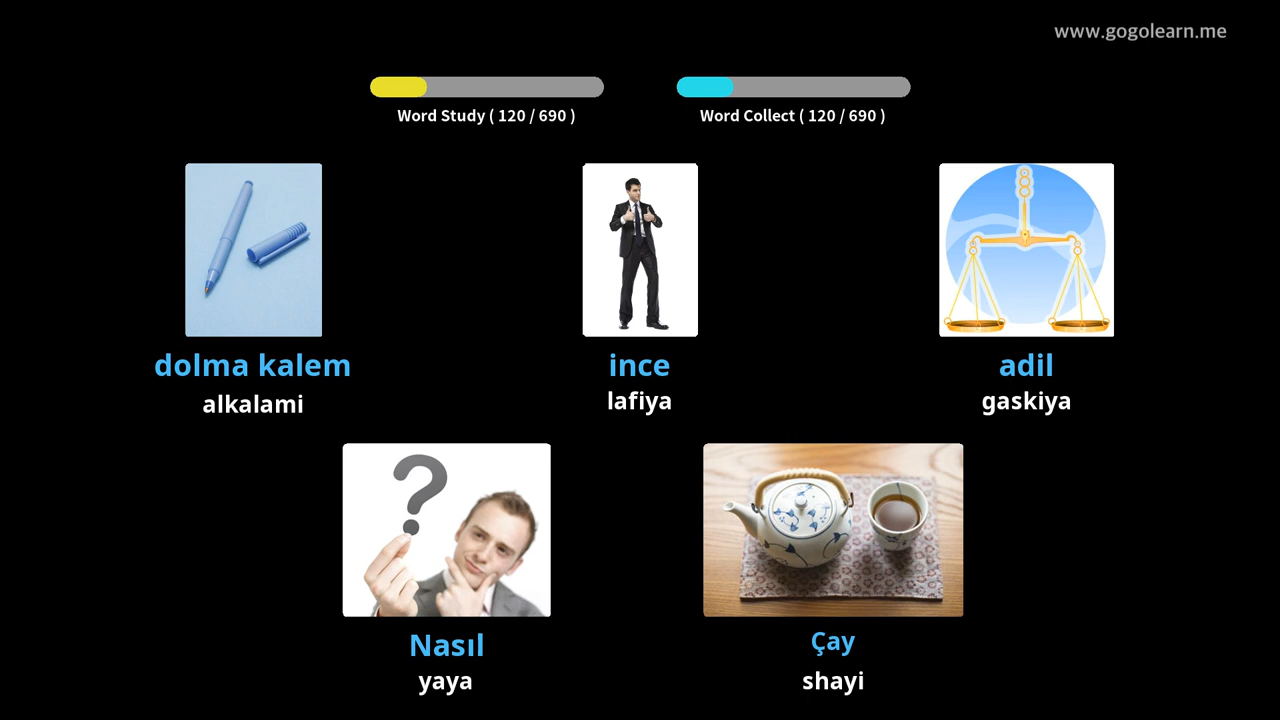 www.gogolearn.me
Word Study ( 120 / 690 )
Word Collect ( 120 / 690 )
dolma kalem
alkalami
ince
lafiya
adil
gaskiya
Nasıl
yaya
Çay
shayi